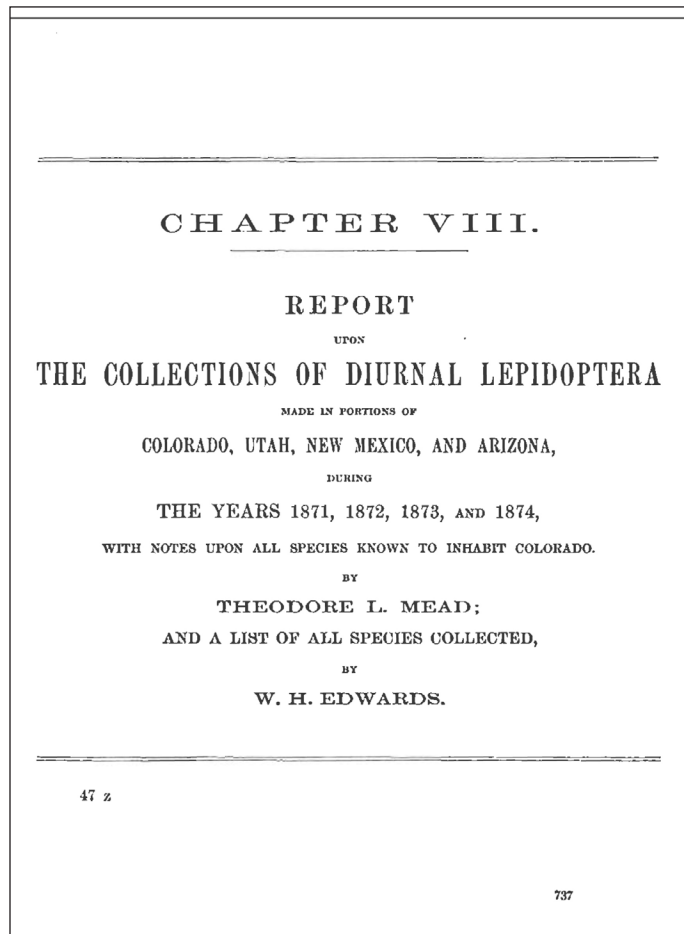 CHAPTER VIII.
REPORT
UPON
THE COLLECTIONS OF DIURNAL LEPIDOPTERA
MADE IN PORTIONS OF
COLORADO, UTAH, NEW MEXICO, AND ARIZONA,
DURING
THE YEARS 1871, 1872, 1873, AND 1874,
WITH NOTES UPON ALL SPECIES KNOWN TO INHABIT COLORADO.
BY
THEODORE L. MEAD;
AND A LIST OF ALL SPECIES COLLECTED,
BY
W. H. EDWARDS.
47 z
737